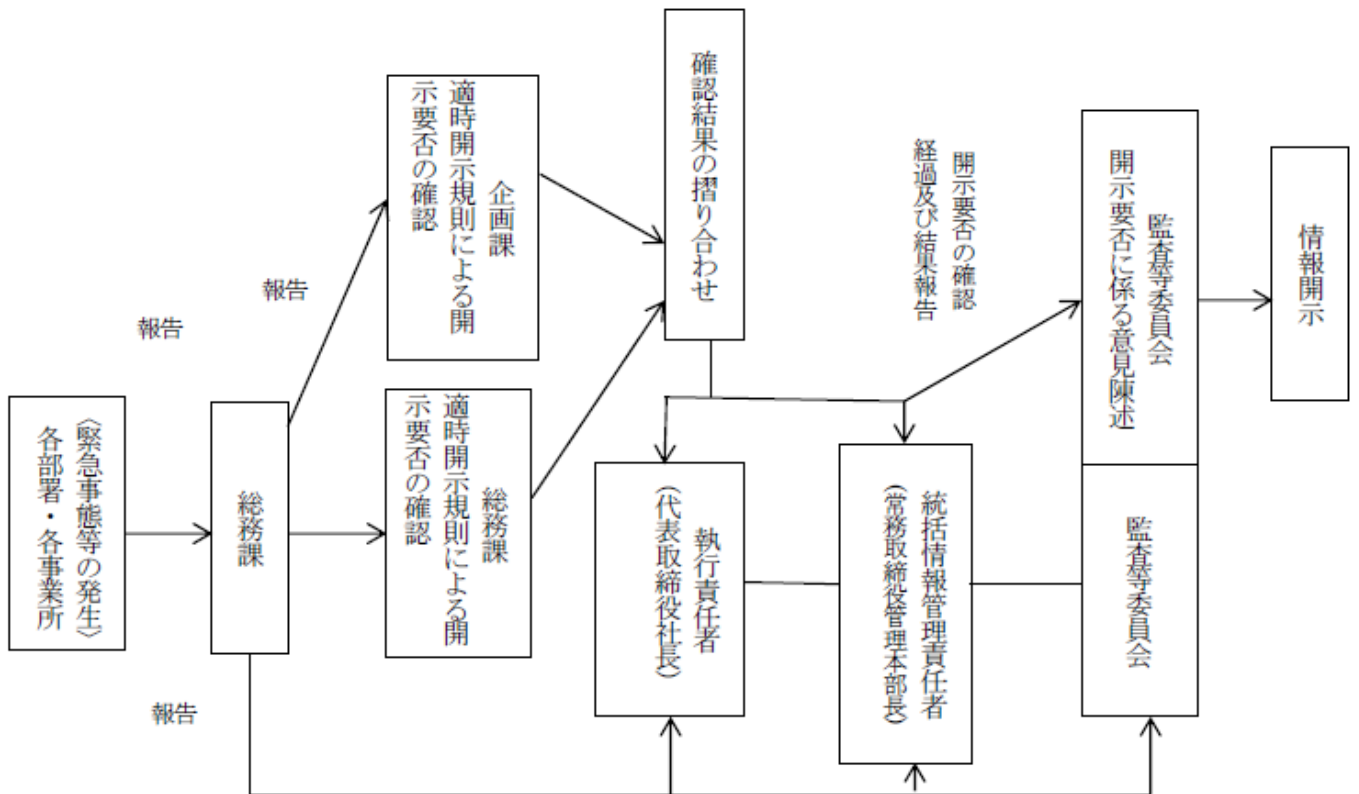 〈緊急事態等の発生〉
各部署・各事業所
報告
総務課
報告
報告
企画課
適時開示規則による開
示要否の確認
総務課
適時開示規則による開
示要否の確認
確認結果の摺り合わせ
執行責任者
(代表取締役社長)
統括情報管理責任者
(常務取締役管理本部長)
開示要否の確認
経過及び結果報告
監査等委員会
開示要否に係る意見陳述
監査等委員会
情報開示